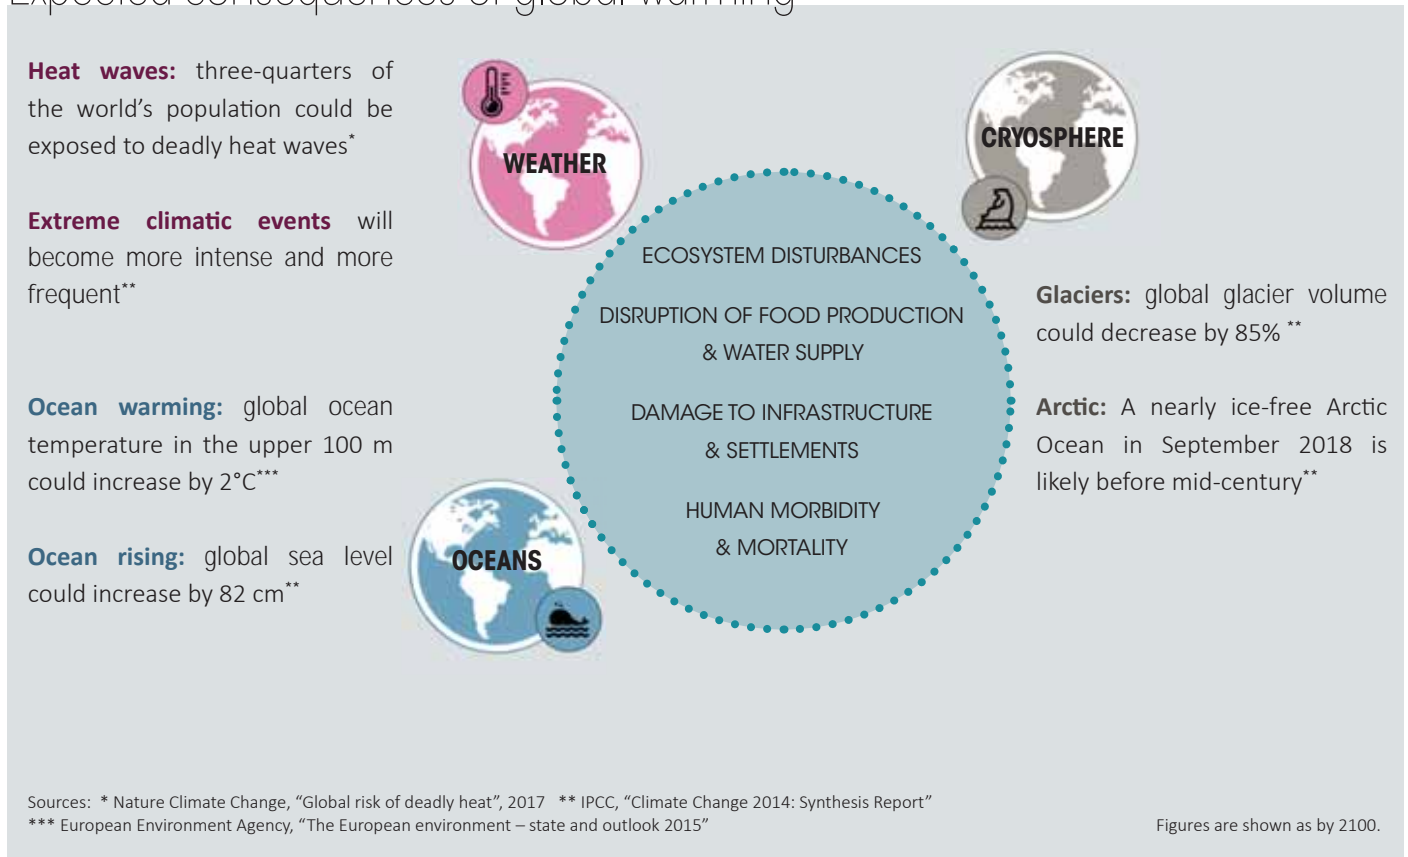 Expected consequences of global warming
Heat waves: three-quarters of
the world's population could be
exposed to deadly heat waves*
Extreme climatic events will
become more intense and more
frequent**
Ocean warming: global ocean
temperature in the upper 100 m
could increase by 2°C***
Ocean rising: global sea level
could increase by 82 cm**
WEATHER
OCEANS
ECOSYSTEM DISTURBANCES
DISRUPTION OF FOOD PRODUCTION
& WATER SUPPLY
DAMAGE TO INFRASTRUCTURE
& SETTLEMENTS
HUMAN MORBIDITY
& MORTALITY
CRYOSPHERE
Glaciers: global glacier volume
could decrease by 85% **
Arctic: A nearly ice-free Arctic
Ocean in September 2018 is
likely before mid-century**
Sources: * Nature Climate Change, “Global risk of deadly heat”, 2017 ** IPCC, “Climate Change 2014: Synthesis Report”
*** European Environment Agency, “The European environment – state and outlook 2015”
Figures are shown as by 2100.